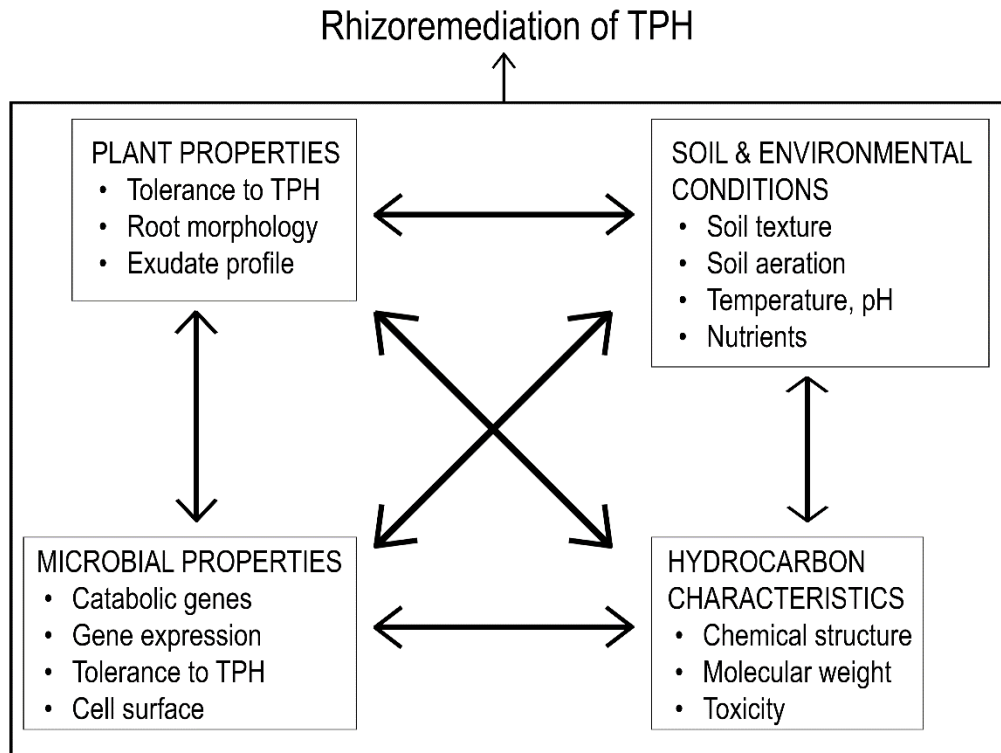 Rhizoremediation of TPH
PLANT PROPERTIES
• Tolerance to TPH
• Root morphology
• Exudate profile
SOIL & ENVIRONMENTAL
CONDITIONS
• Soil texture
• Soil aeration
• Temperature, pH
• Nutrients
MICROBIAL PROPERTIES
• Catabolic genes
• Gene expression
• Tolerance to TPH
• Cell surface
HYDROCARBON
CHARACTERISTICS
• Chemical structure
• Molecular weight
• Toxicity